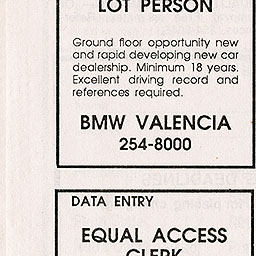 LOT PERSON
Ground floor opportunity new
and rapid developing new car
dealership. Minimum 18 years.
Excellent driving record and
references required.
BMW VALENCIA
254-8000
DATA ENTRY
EQUAL ACCESS
CLERK